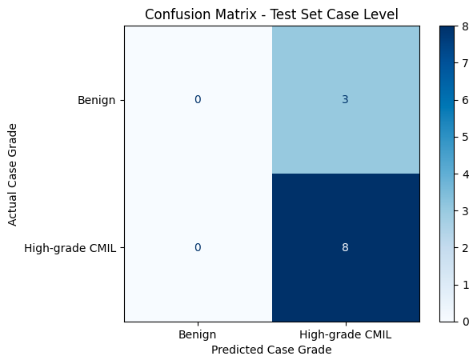 Confusion Matrix - Test Set Case Level
Actual Case Grade
Benign
High-grade CMIL
0
3
0
8
Benign
High-grade CMIL
Predicted Case Grade
8
7
6
5
4
3
2
1
0